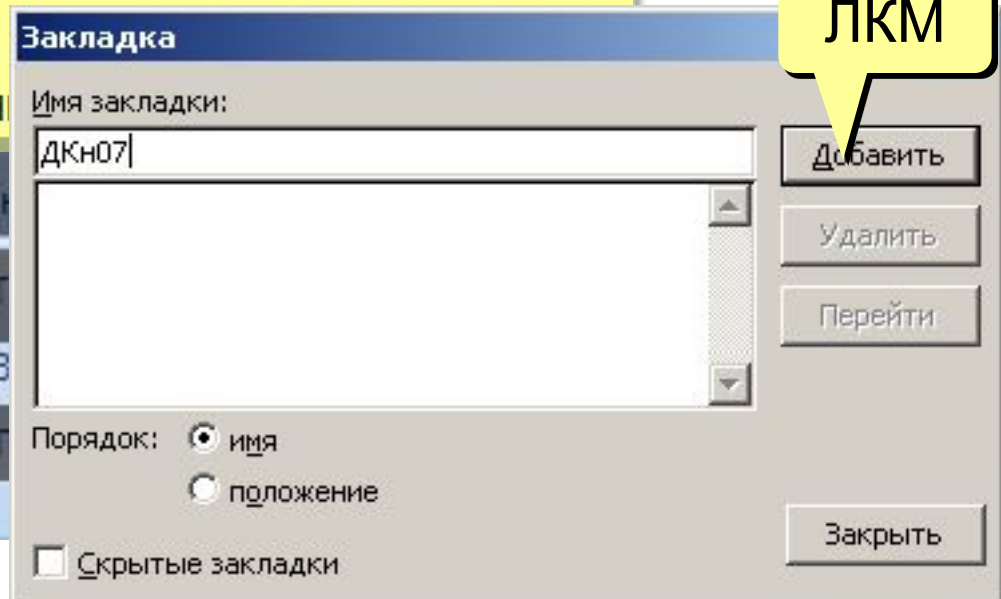 ЛКМ
Закладка
Имя закладки:
ДКн07
Добавить
Удалить
Перейти
Порядок:
имя
положение
Закрыть
Скрытые закладки